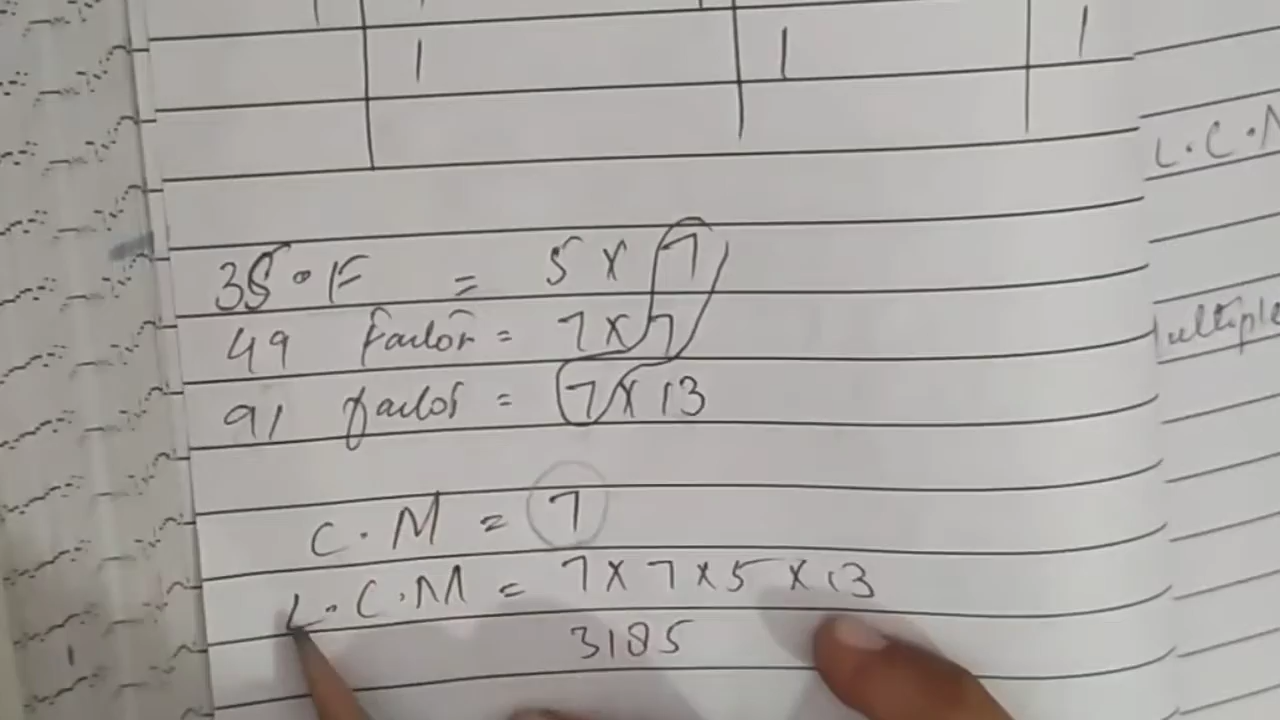 1 1 1
L.C.M
35.F = 5 x 7
49 Factor = 7 x 7
ultiple
91 factor = 7 x 13
C.M = 7
L.C.M = 7 x 7 x 5 x 13
3185